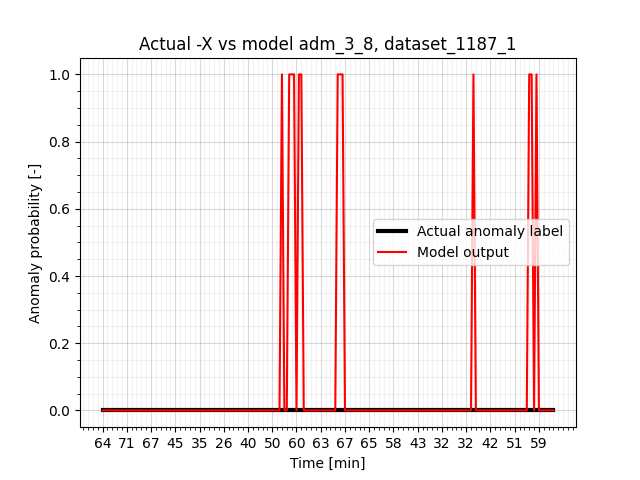 Actual -X vs model adm_3_8, dataset_1187_1
1.0
0.8
0.6
0.4
0.2
0.0
Anomaly probability [-]
Actual anomaly label
Model output
64 71 67 45 35 26 40 50 60 63 67 65 58 43 32 32 42 51 59
Time [min]